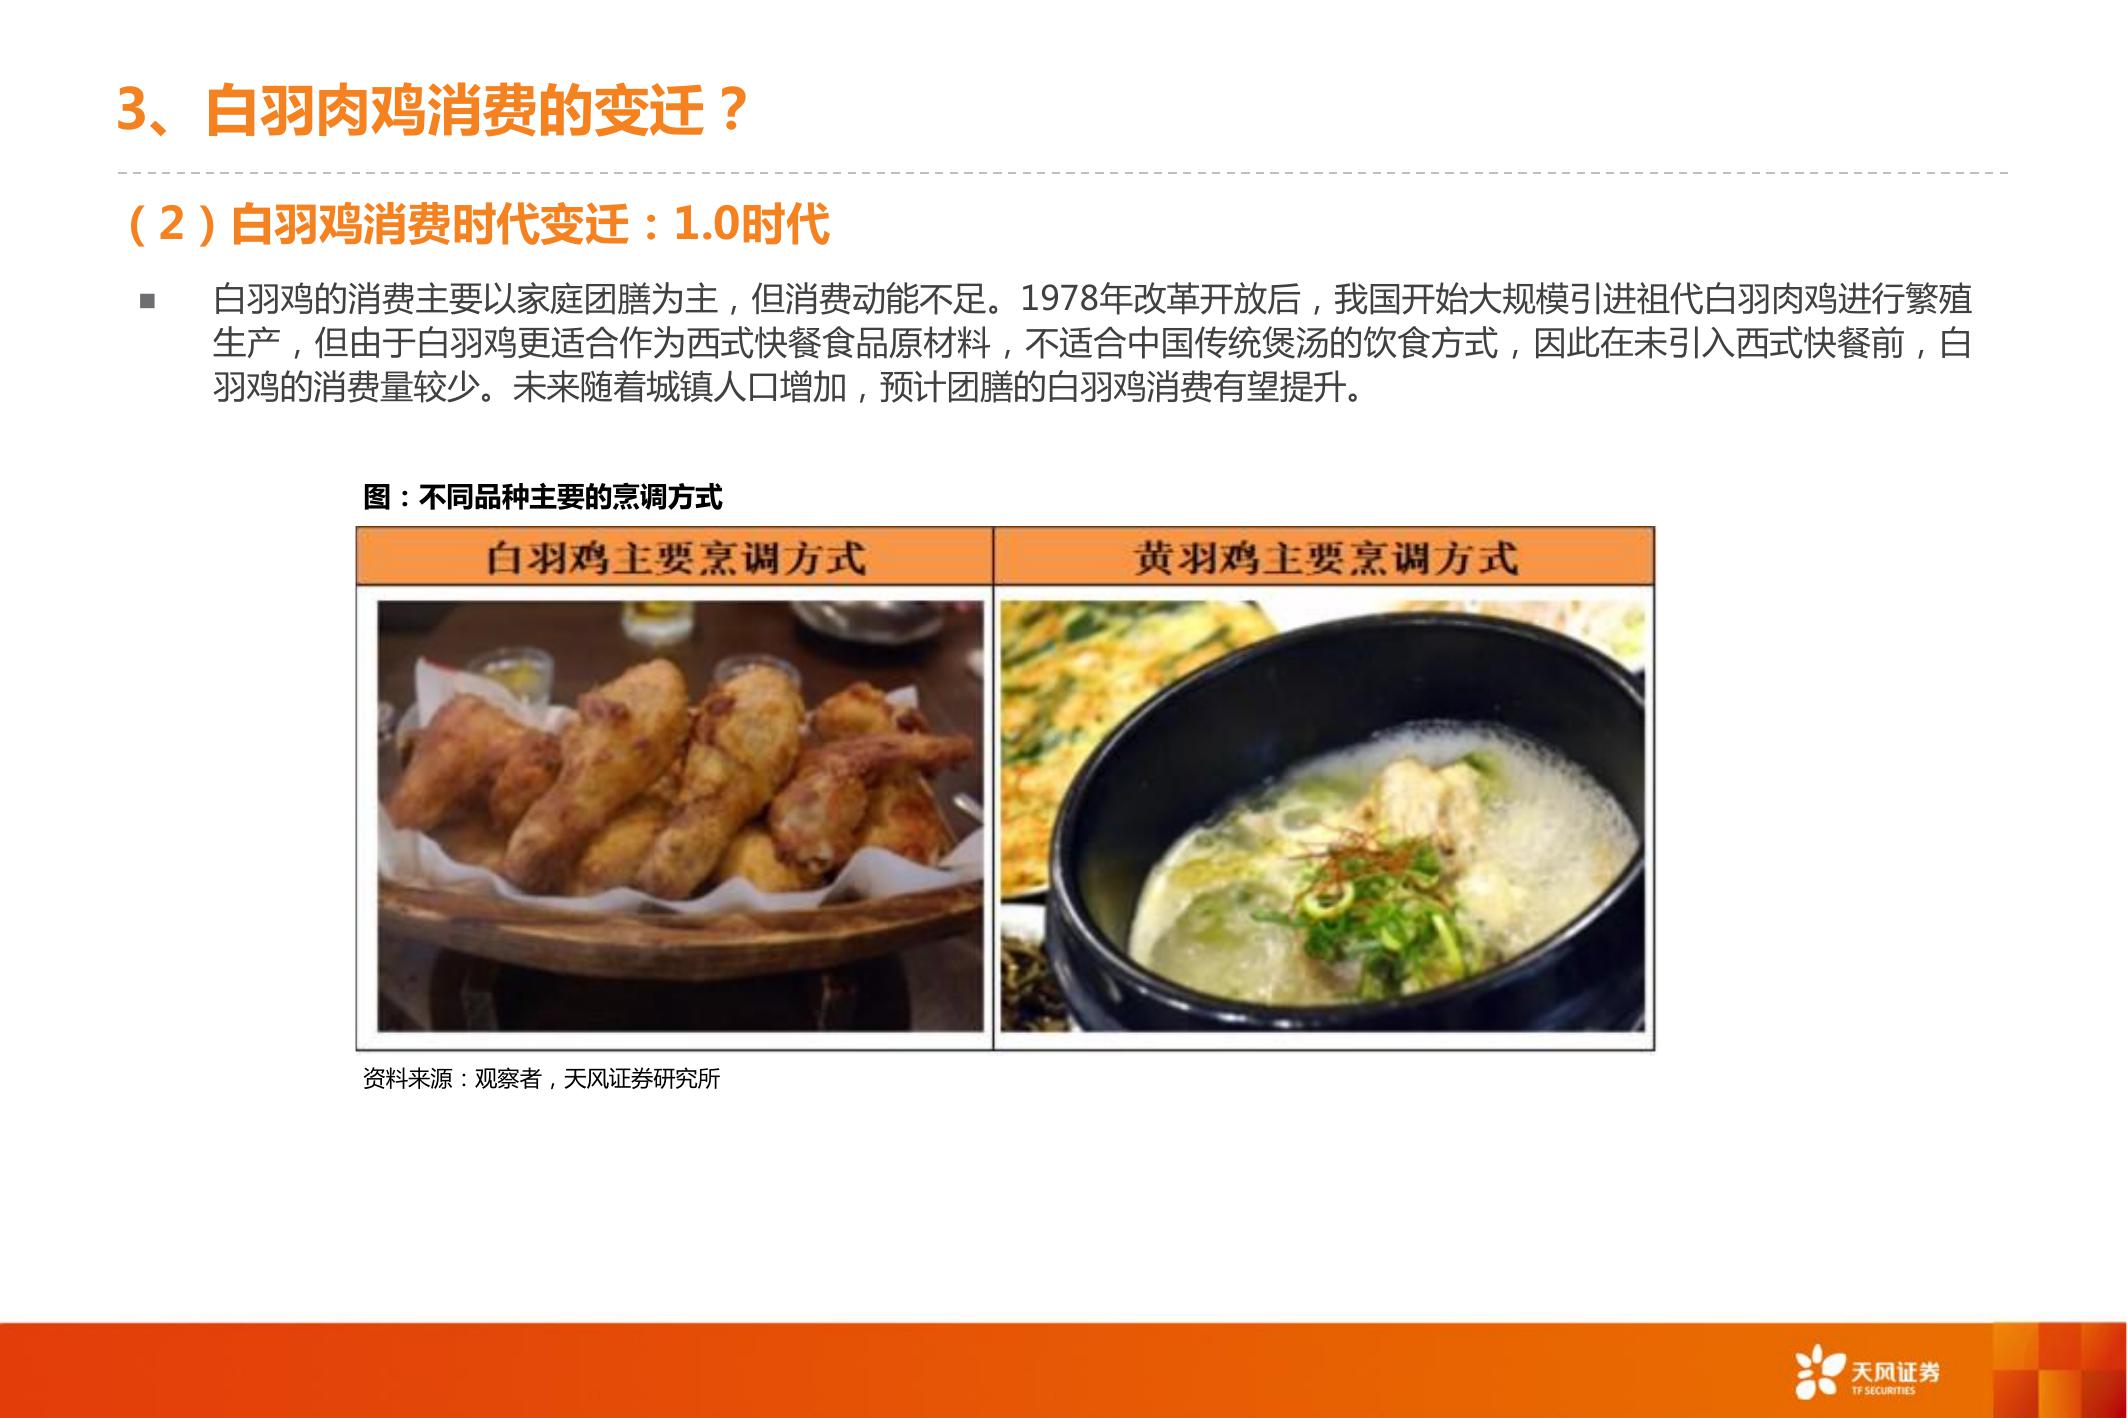 3、白羽肉鸡消费的变迁？
（2）白羽鸡消费时代变迁：1.0时代
■ 白羽鸡的消费主要以家庭团膳为主，但消费动能不足。1978年改革开放后，我国开始大规模引进祖代白羽肉鸡进行繁殖
生产，但由于白羽鸡更适合作为西式快餐食品原材料，不适合中国传统煲汤的饮食方式，因此在未引入西式快餐前，白
羽鸡的消费量较少。未来随着城镇人口增加，预计团膳的白羽鸡消费有望提升。
图：不同品种主要的烹调方式
白羽鸡主要烹调方式
黄羽鸡主要烹调方式
资料来源：观察者，天风证券研究所
天风证券
TF SECURITIES